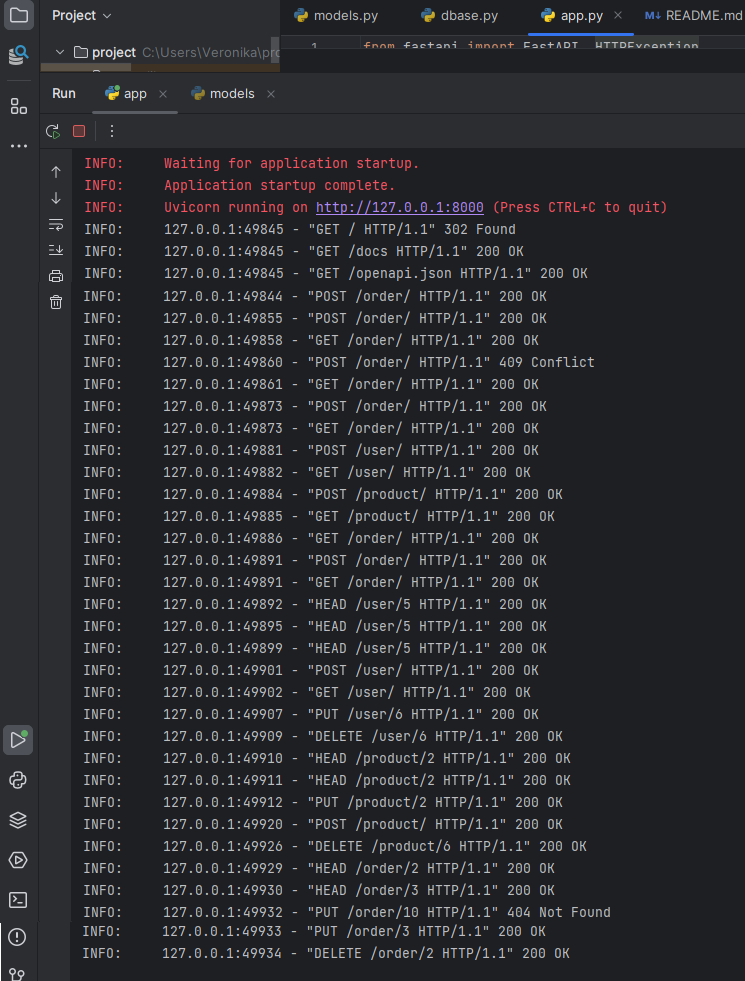 Project
models.py
dbase.py
app.py
README.md
project C:\Users\Veronika\pro
1 from fastapi import FastAPI, HTTPException
Run
app
models
INFO: Waiting for application startup.
INFO: Application startup complete.
INFO: Uvicorn running on http://127.0.0.1:8000 (Press CTRL+C to quit)
INFO: 127.0.0.1:49845 - "GET / HTTP/1.1" 302 Found
INFO: 127.0.0.1:49845 - "GET /docs HTTP/1.1" 200 OK
INFO: 127.0.0.1:49845 - "GET /openapi.json HTTP/1.1" 200 OK
INFO: 127.0.0.1:49844 - "POST /order/ HTTP/1.1" 200 OK
INFO: 127.0.0.1:49855 - "POST /order/ HTTP/1.1" 200 OK
INFO: 127.0.0.1:49858 - "GET /order/ HTTP/1.1" 200 OK
INFO: 127.0.0.1:49860 - "POST /order/ HTTP/1.1" 409 Conflict
INFO: 127.0.0.1:49861 - "GET /order/ HTTP/1.1" 200 OK
INFO: 127.0.0.1:49873 - "POST /order/ HTTP/1.1" 200 OK
INFO: 127.0.0.1:49873 - "GET /order/ HTTP/1.1" 200 OK
INFO: 127.0.0.1:49881 - "POST /user/ HTTP/1.1" 200 OK
INFO: 127.0.0.1:49882 - "GET /user/ HTTP/1.1" 200 OK
INFO: 127.0.0.1:49884 - "POST /product/ HTTP/1.1" 200 OK
INFO: 127.0.0.1:49885 - "GET /product/ HTTP/1.1" 200 OK
INFO: 127.0.0.1:49886 - "GET /order/ HTTP/1.1" 200 OK
INFO: 127.0.0.1:49891 - "POST /order/ HTTP/1.1" 200 OK
INFO: 127.0.0.1:49891 - "GET /order/ HTTP/1.1" 200 OK
INFO: 127.0.0.1:49892 - "HEAD /user/5 HTTP/1.1" 200 OK
INFO: 127.0.0.1:49895 - "HEAD /user/5 HTTP/1.1" 200 OK
INFO: 127.0.0.1:49899 - "HEAD /user/5 HTTP/1.1" 200 OK
INFO: 127.0.0.1:49901 - "POST /user/ HTTP/1.1" 200 OK
INFO: 127.0.0.1:49902 - "GET /user/ HTTP/1.1" 200 OK
INFO: 127.0.0.1:49907 - "PUT /user/6 HTTP/1.1" 200 OK
INFO: 127.0.0.1:49909 - "DELETE /user/6 HTTP/1.1" 200 OK
INFO: 127.0.0.1:49910 - "HEAD /product/2 HTTP/1.1" 200 OK
INFO: 127.0.0.1:49911 - "HEAD /product/2 HTTP/1.1" 200 OK
INFO: 127.0.0.1:49912 - "PUT /product/2 HTTP/1.1" 200 OK
INFO: 127.0.0.1:49920 - "POST /product/ HTTP/1.1" 200 OK
INFO: 127.0.0.1:49926 - "DELETE /product/6 HTTP/1.1" 200 OK
INFO: 127.0.0.1:49929 - "HEAD /order/2 HTTP/1.1" 200 OK
INFO: 127.0.0.1:49930 - "HEAD /order/3 HTTP/1.1" 200 OK
INFO: 127.0.0.1:49932 - "PUT /order/10 HTTP/1.1" 404 Not Found
INFO: 127.0.0.1:49933 - "PUT /order/3 HTTP/1.1" 200 OK
INFO: 127.0.0.1:49934 - "DELETE /order/2 HTTP/1.1" 200 OK